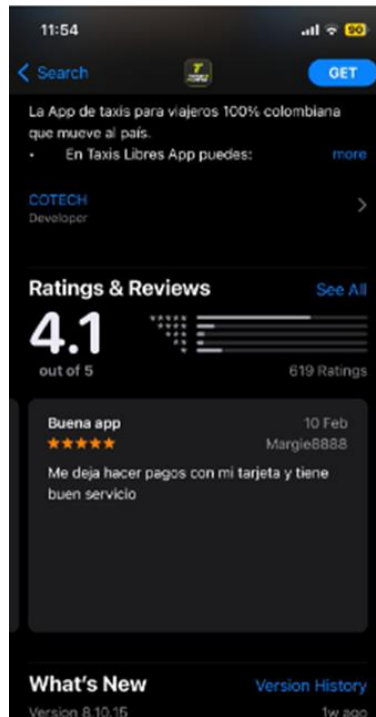 11:54
90
Search
GET
La App de taxis para viajeros 100% colombiana
que mueve al país.
• En Taxis Libres App puedes: more
COTECH
Developer
Ratings & Reviews See All
4.1
out of 5 619 Ratings
Buena app 10 Feb
★★★★★ Margie8888
Me deja hacer pagos con mi tarjeta y tiene
buen servicio
What's New Version History
Version 8.10.15 1w ago